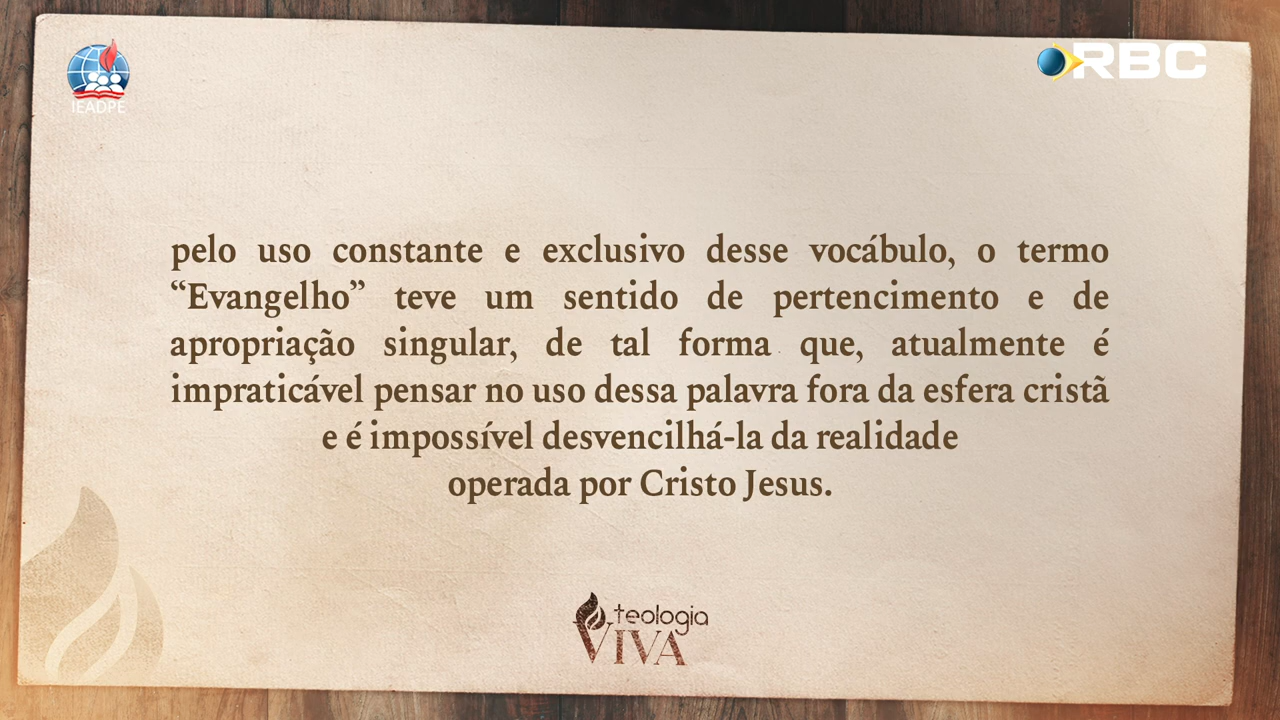 IEADPE
RBC
pelo uso constante e exclusivo desse vocábulo, o termo
“Evangelho” teve um sentido de pertencimento e de
apropriação singular, de tal forma que, atualmente é
impraticável pensar no uso dessa palavra fora da esfera cristã
e é impossível desvencilhá-la da realidade
operada por Cristo Jesus.
teologia
VIVA